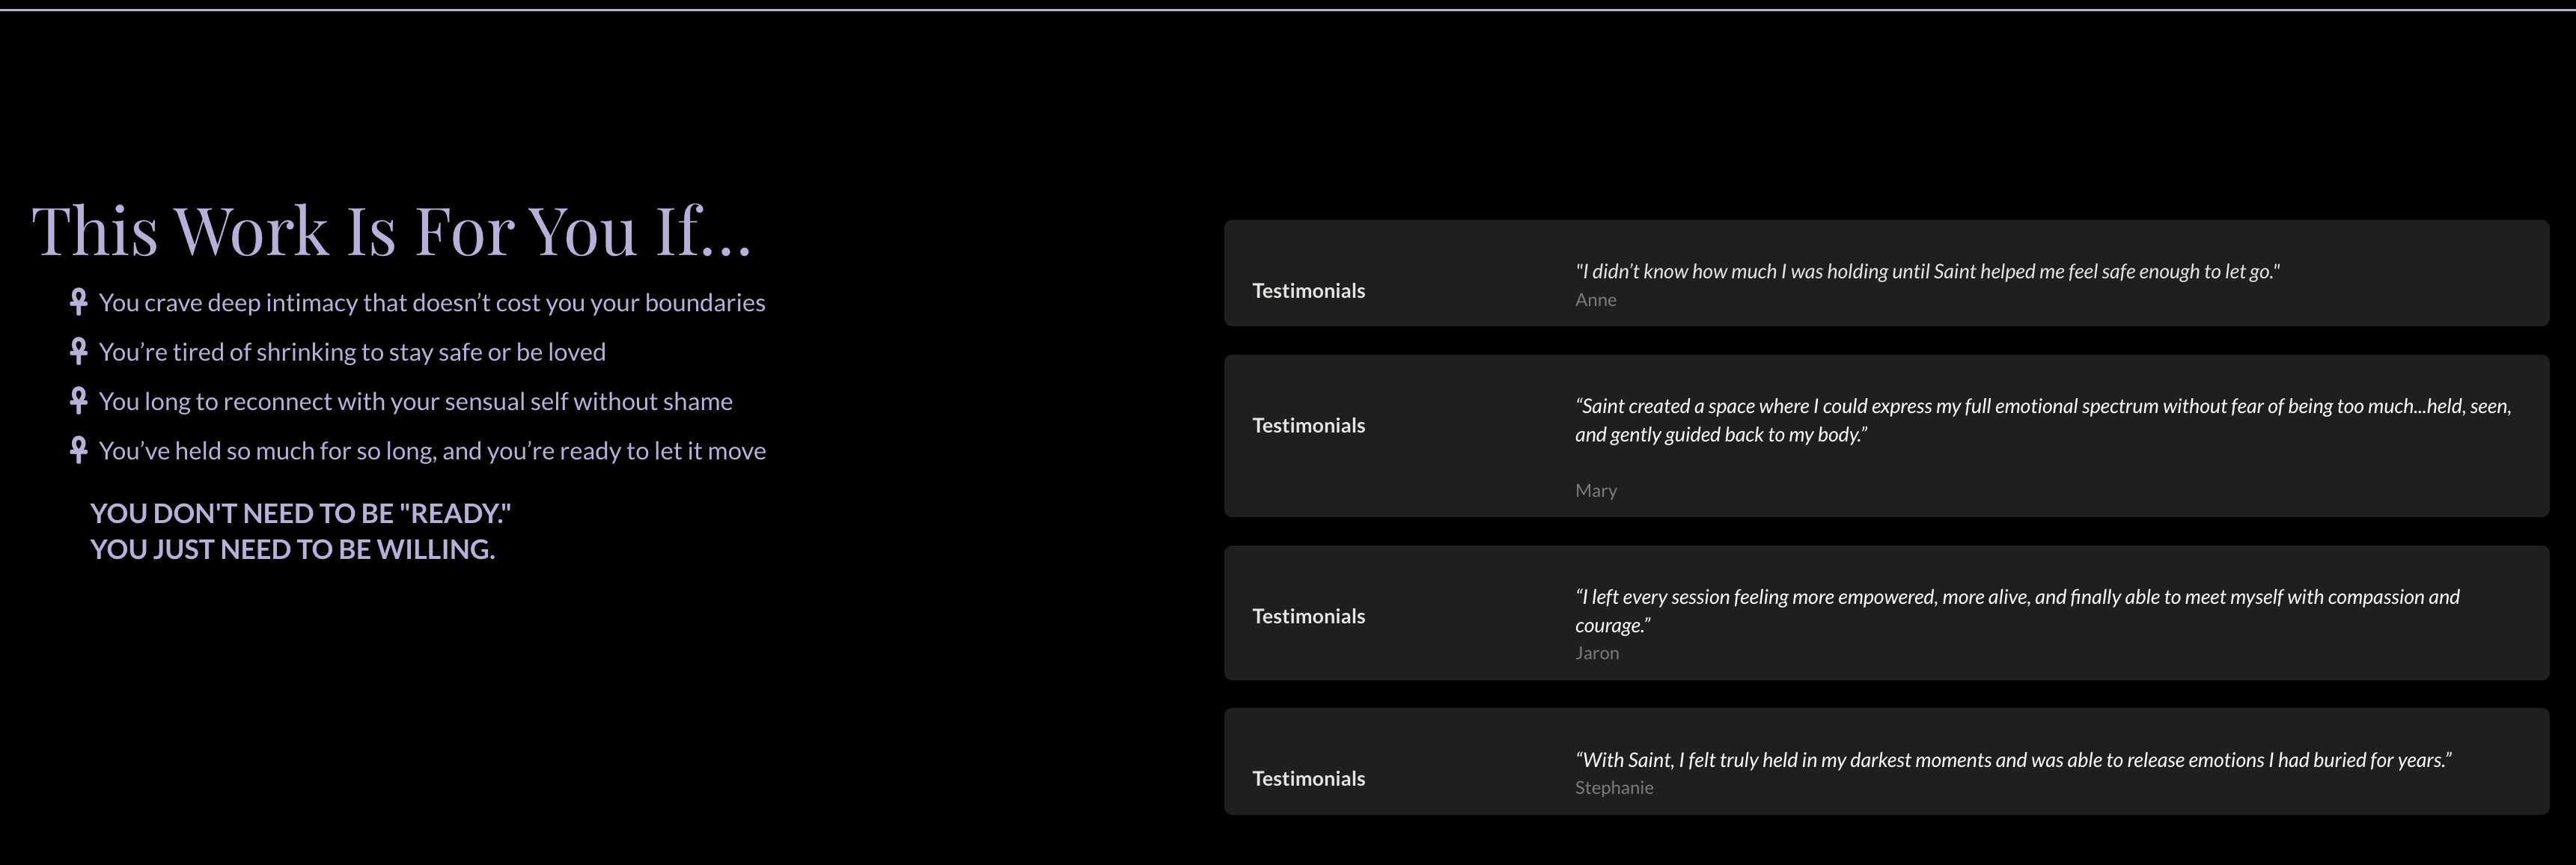 This Work Is For You If...
You crave deep intimacy that doesn’t cost you your boundaries
You’re tired of shrinking to stay safe or be loved
You long to reconnect with your sensual self without shame
You’ve held so much for so long, and you’re ready to let it move
YOU DON'T NEED TO BE "READY."
YOU JUST NEED TO BE WILLING.
Testimonials
"I didn’t know how much I was holding until Saint helped me feel safe enough to let go."
Anne
Testimonials
“Saint created a space where I could express my full emotional spectrum without fear of being too much...held, seen,
and gently guided back to my body.”
Mary
Testimonials
“I left every session feeling more empowered, more alive, and finally able to meet myself with compassion and
courage.”
Jaron
Testimonials
“With Saint, I felt truly held in my darkest moments and was able to release emotions I had buried for years.”
Stephanie